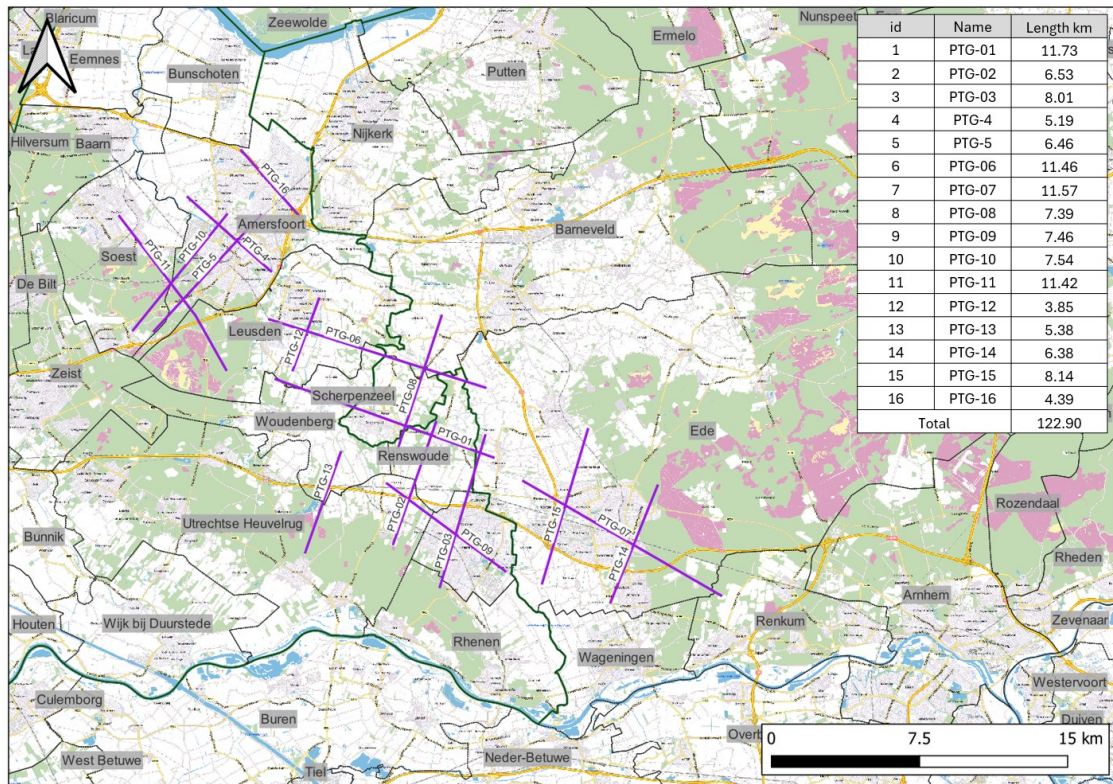 Blaricum
Zeewolde
Nunspeet
Eemnes
Ermelo
Bunschoten
Putten
Nijkerk
Hilversum
Baarn
PTG-16
Amersfoort
Barneveld
PTG-10
PTG-4
PTG-11
PTG-5
Soest
De Bilt
Leusden
PTG-12
PTG-06
Zeist
PTG-08
Scherpenzeel
Woudenberg
PTG-01
Ede
Renswoude
PTG-13
PTG-02
PTG-15
PTG-07
Utrechtse Heuvelrug
PTG-03
PTG-09
PTG-14
Bunnik
Rozendaal
Rheden
Arnhem
Houten
Wijk bij Duurstede
Renkum
Zevenaar
Rhenen
Wageningen
Westervoort
Culemborg
Buren
Duiven
West Betuwe
Neder-Betuwe
Tiel
id Name Length km
1 PTG-01 11.73
2 PTG-02 6.53
3 PTG-03 8.01
4 PTG-4 5.19
5 PTG-5 6.46
6 PTG-06 11.46
7 PTG-07 11.57
8 PTG-08 7.39
9 PTG-09 7.46
10 PTG-10 7.54
11 PTG-11 11.42
12 PTG-12 3.85
13 PTG-13 5.38
14 PTG-14 6.38
15 PTG-15 8.14
16 PTG-16 4.39
Total 122.90
0 7.5 15 km